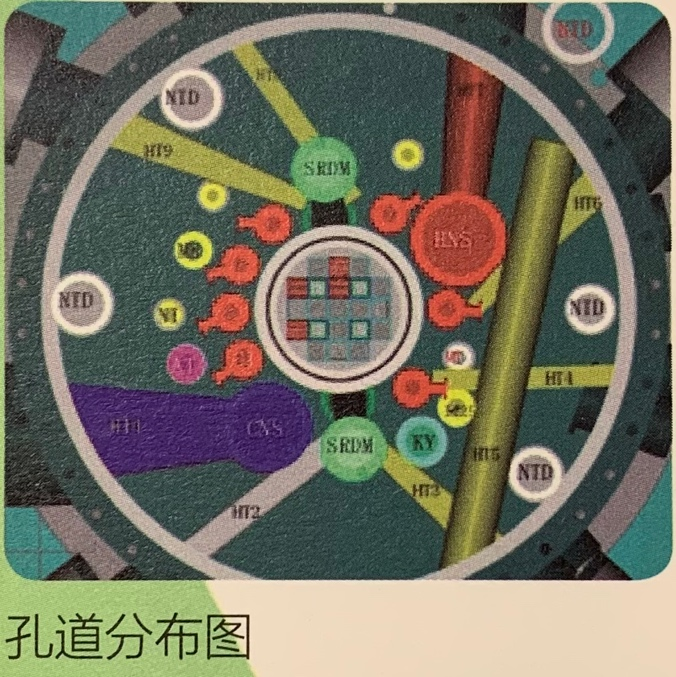 NTD
NTD
HT9
SRDM
HT6
HNS
NTD
NTD
NT
HT4
CNS
SRDM
KY
HT5
NTD
HT2
HT3
孔道分布图